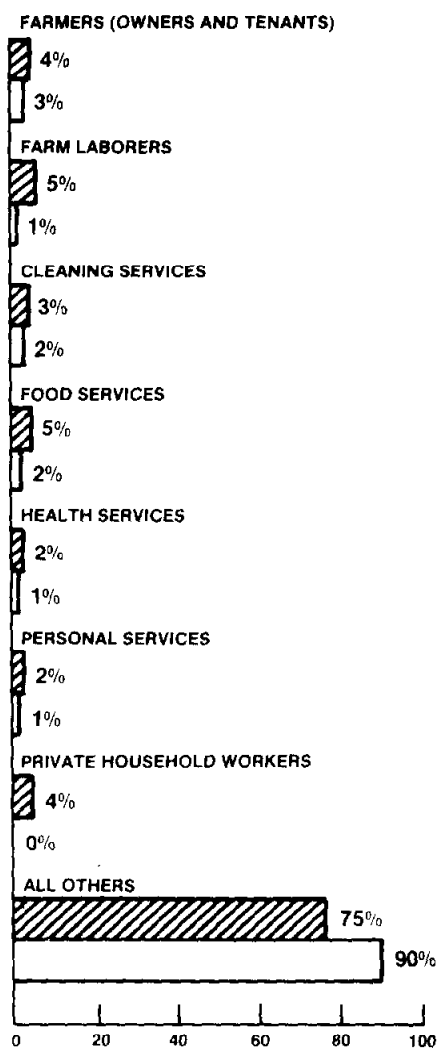 FARMERS (OWNERS AND TENANTS)
4%
3%
FARM LABORERS
5%
1%
CLEANING SERVICES
3%
2%
FOOD SERVICES
5%
2%
HEALTH SERVICES
2%
1%
PERSONAL SERVICES
2%
1%
PRIVATE HOUSEHOLD WORKERS
4%
0%
ALL OTHERS
75%
90%
0 20 40 60 80 100